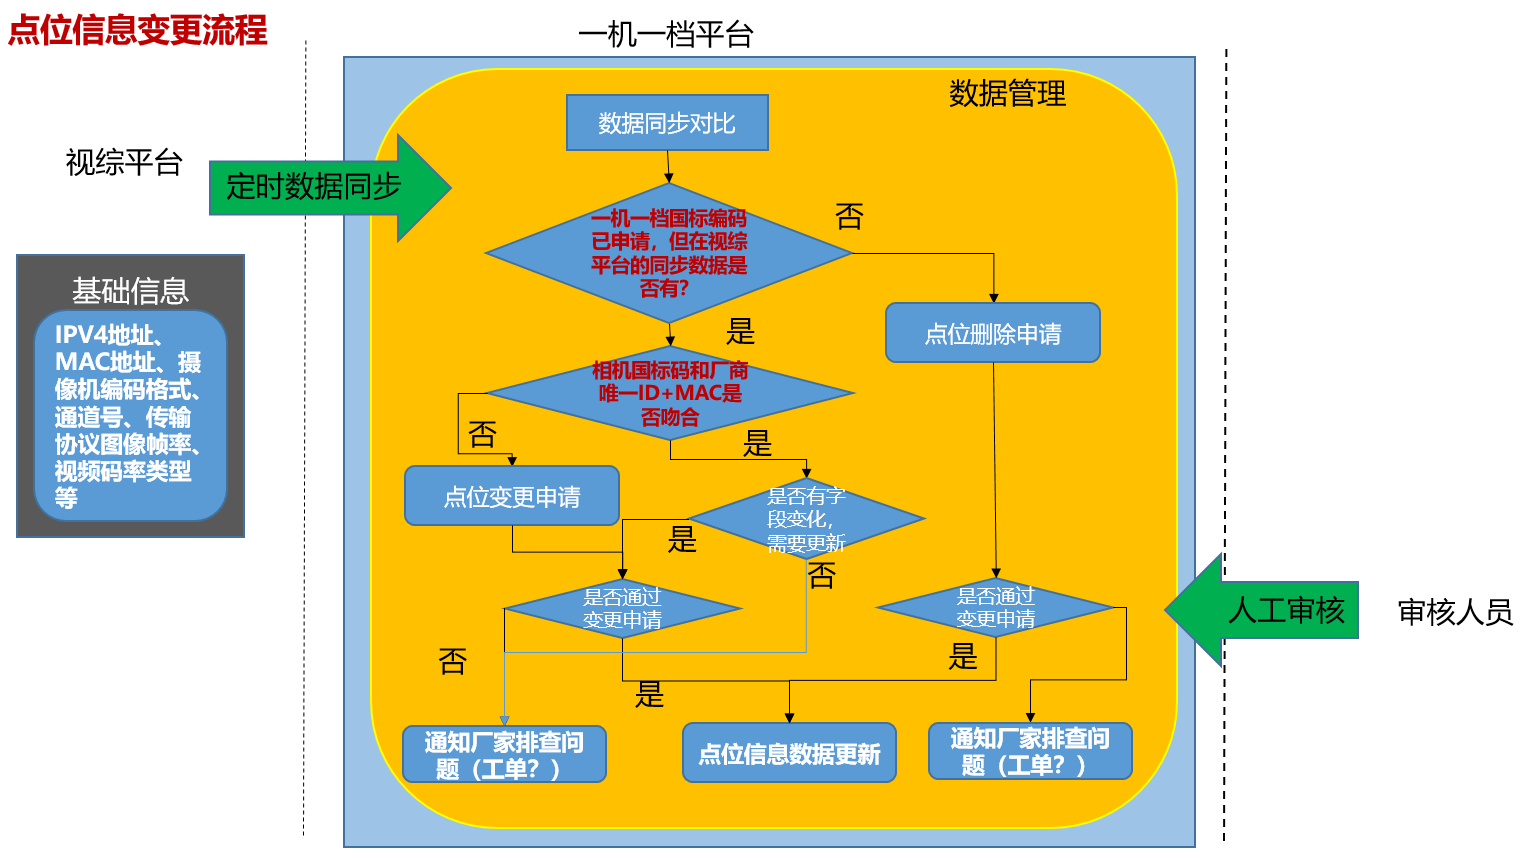 点位信息变更流程
一机一档平台
数据管理
数据同步对比
视综平台
定时数据同步
一机一档国标编码
已申请，但在视综
平台的同步数据是
否有？
否
基础信息
IPV4地址、
MAC地址、摄
像机编码格式、
通道号、传输
协议图像帧率、
视频码率类型
等
是
点位删除申请
相机国标码和厂商
唯一ID+MAC是
否吻合
否
是
点位变更申请
是否有字
段变化，
需要更新
是
否
是否通过
变更申请
是否通过
变更申请
人工审核
审核人员
否
是
是
通知厂家排查问
题（工单？）
点位信息数据更新
通知厂家排查问
题（工单？）